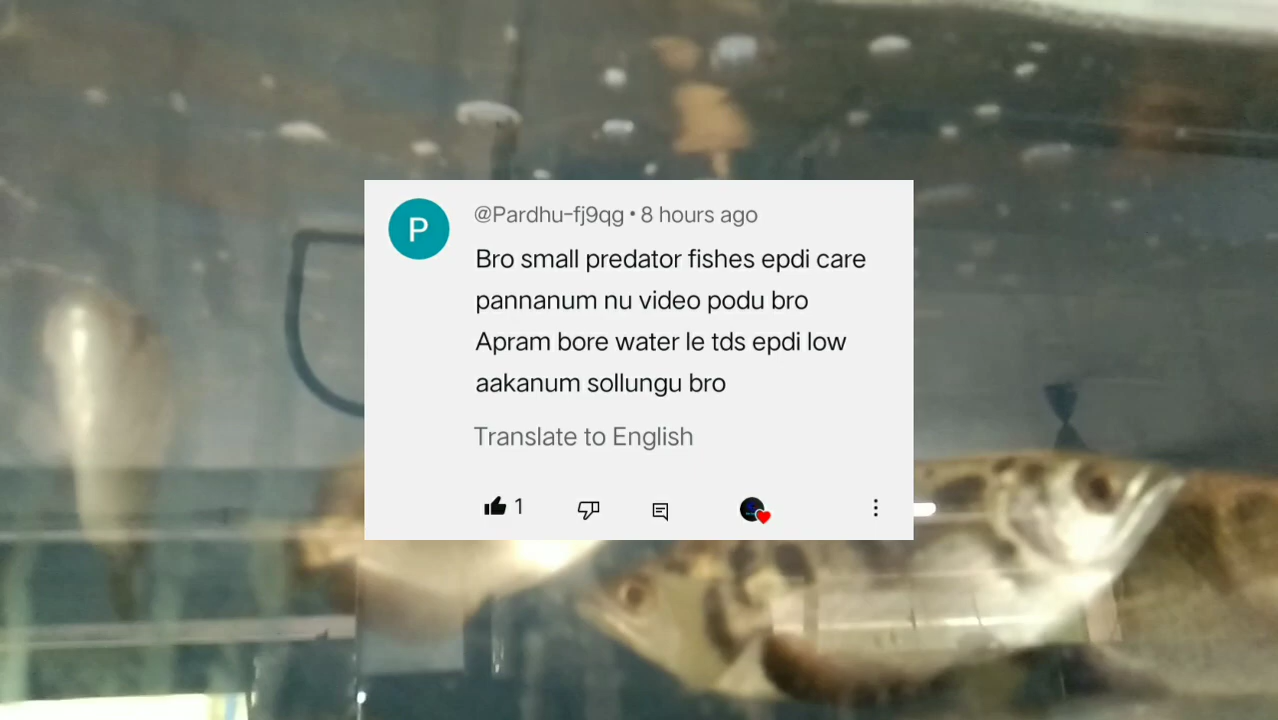 P
@Pardhu-fj9qg • 8 hours ago
Bro small predator fishes epdi care
pannanum nu video podu bro
Apram bore water le tds epdi low
aakanum sollungu bro
Translate to English
1